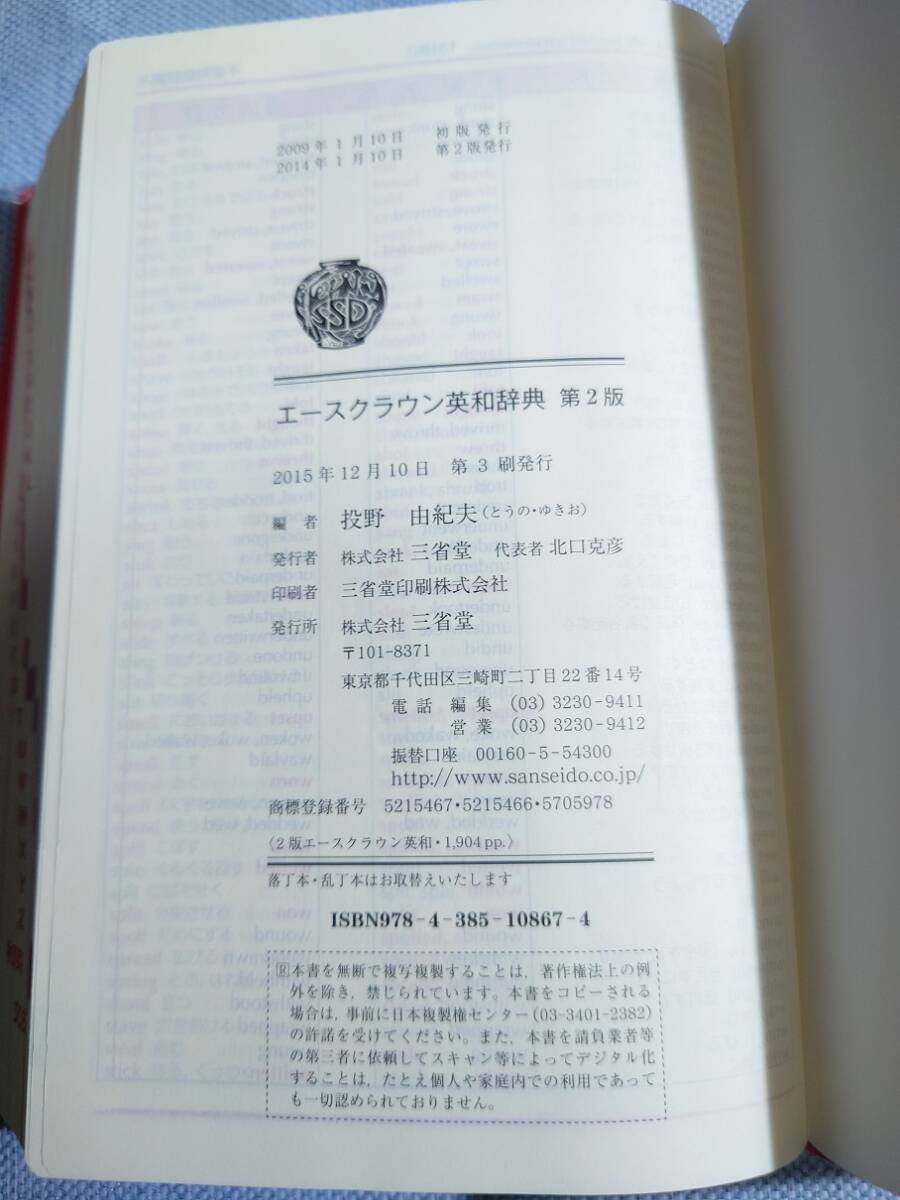 2009年1月10日　初版発行
2014年1月10日　第2版発行
SSD
エースクラウン英和辞典 第2版
2015年12月10日　第3刷発行
編者　投野　由紀夫(とうの・ゆきお)
発行者　株式会社 三省堂　代表者 北口克彦
印刷者　三省堂印刷株式会社
発行所　株式会社 三省堂
〒101-8371
東京都千代田区三崎町二丁目22番14号
電話　編集　(03) 3230-9411
営業　(03) 3230-9412
振替口座　00160-5-54300
http://www.sanseido.co.jp/
商標登録番号　5215467・5215466・5705978
〈2版エースクラウン英和・1,904 pp.〉
落丁本・乱丁本はお取替えいたします
ISBN978-4-385-10867-4
Ⓡ本書を無断で複写複製することは，著作権法上の例
外を除き，禁じられています。本書をコピーされる
場合は，事前に日本複製権センター(03-3401-2382)
の許諾を受けてください。また，本書を請負業者等
の第三者に依頼してスキャン等によってデジタル化
することは，たとえ個人や家庭内での利用であって
も一切認められておりません。